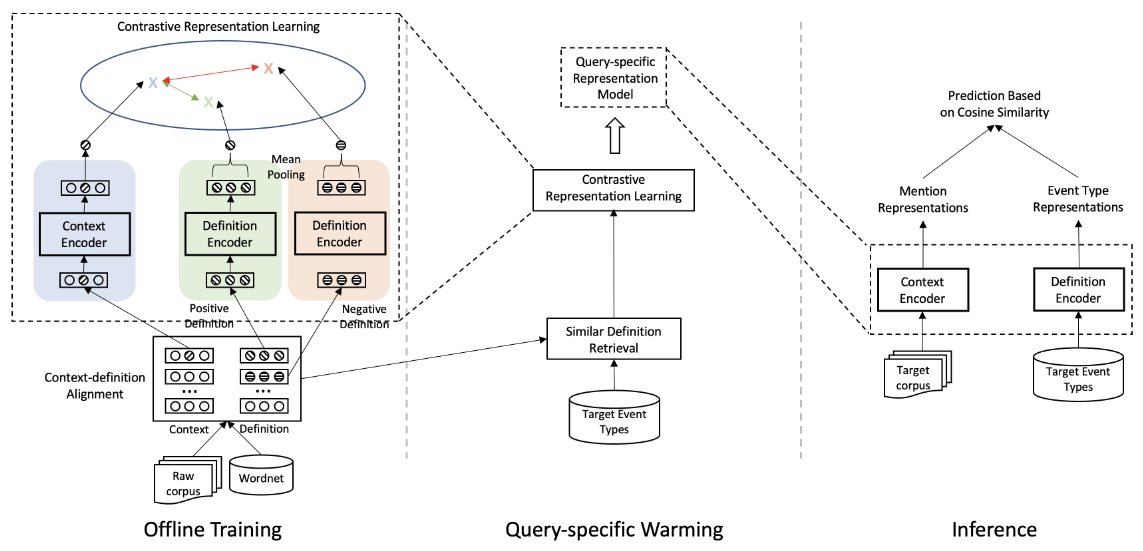 Contrastive Representation Learning
X
X
X
Mean
Pooling
Context
Encoder
Definition
Encoder
Definition
Encoder
Positive
Definition
Negative
Definition
Context-definition
Alignment
...
...
Context
Definition
Raw
corpus
Wordnet
Offline Training
Query-specific
Representation
Model
Contrastive
Representation Learning
Similar Definition
Retrieval
Target Event
Types
Query-specific Warming
Prediction Based
on Cosine Similarity
Mention
Representations
Event Type
Representations
Context
Encoder
Definition
Encoder
Target
corpus
Target Event
Types
Inference